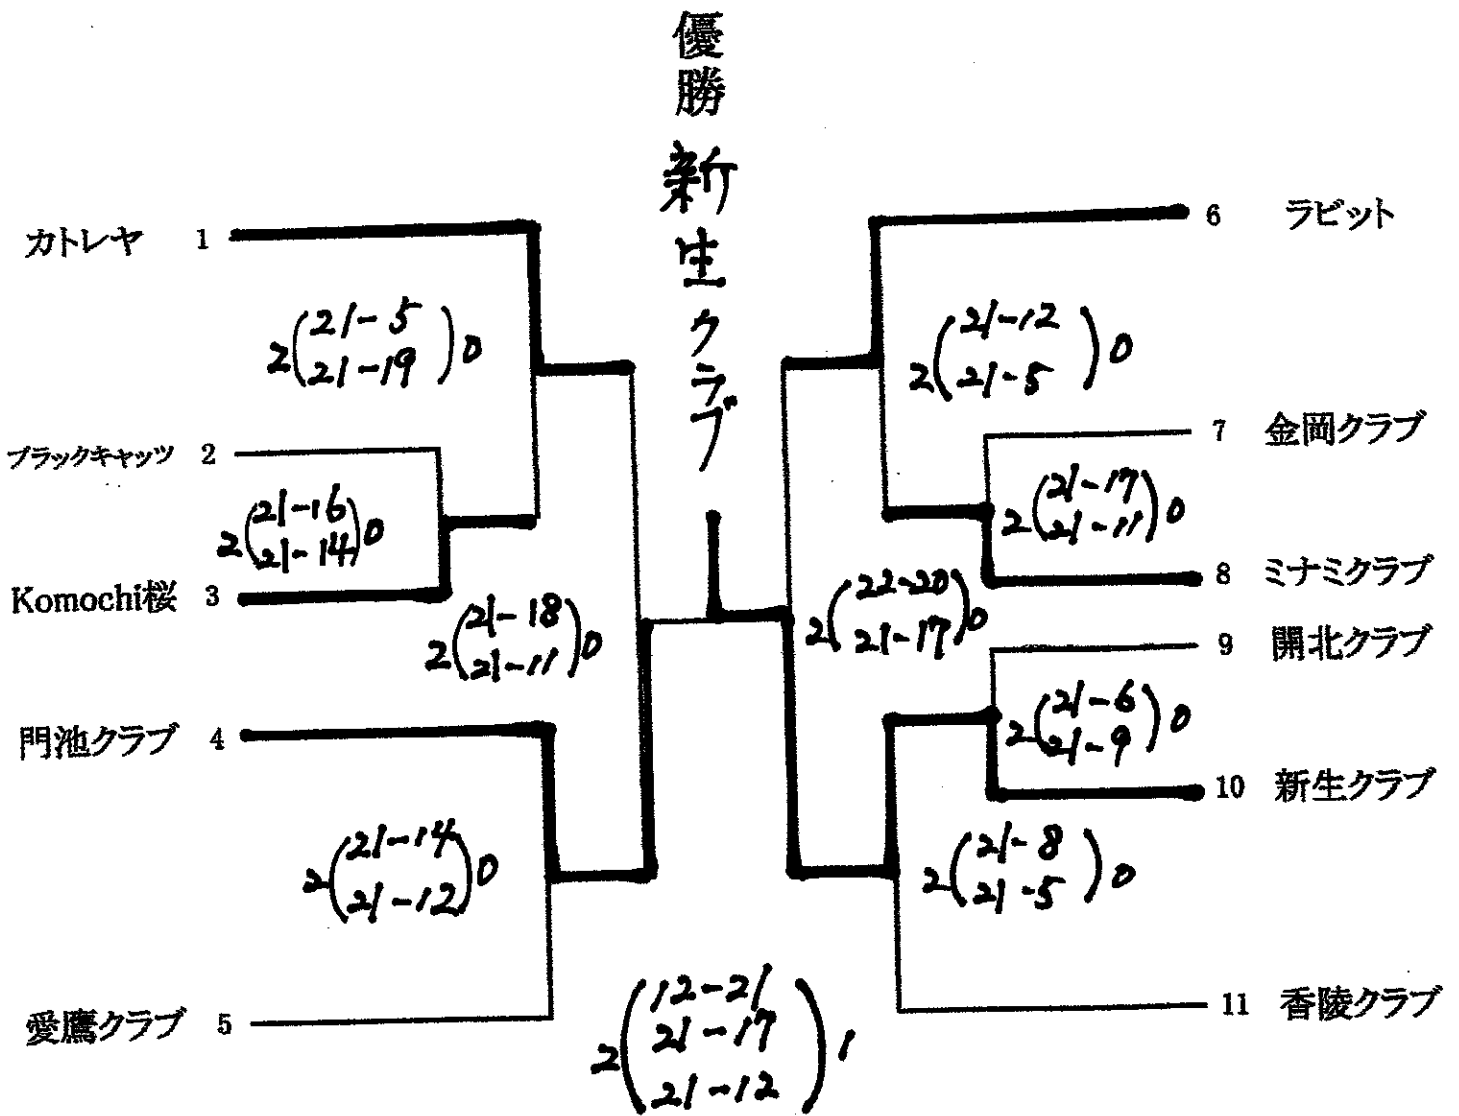 優勝
新生クラブ
カトレヤ 1
6 ラビット
2(21-5 21-19)0
2(21-12 21-5)0
ブラックキャッツ 2
7 金岡クラブ
2(21-16 21-14)0
2(21-17 21-11)0
Komochi桜 3
8 ミナミクラブ
2(21-18 21-11)0
2(22-20 21-17)0
9 開北クラブ
門池クラブ 4
2(21-6 21-9)0
10 新生クラブ
2(21-14 21-12)0
2(21-8 21-5)0
愛鷹クラブ 5
11 香陵クラブ
2(12-21 21-17 21-12)1